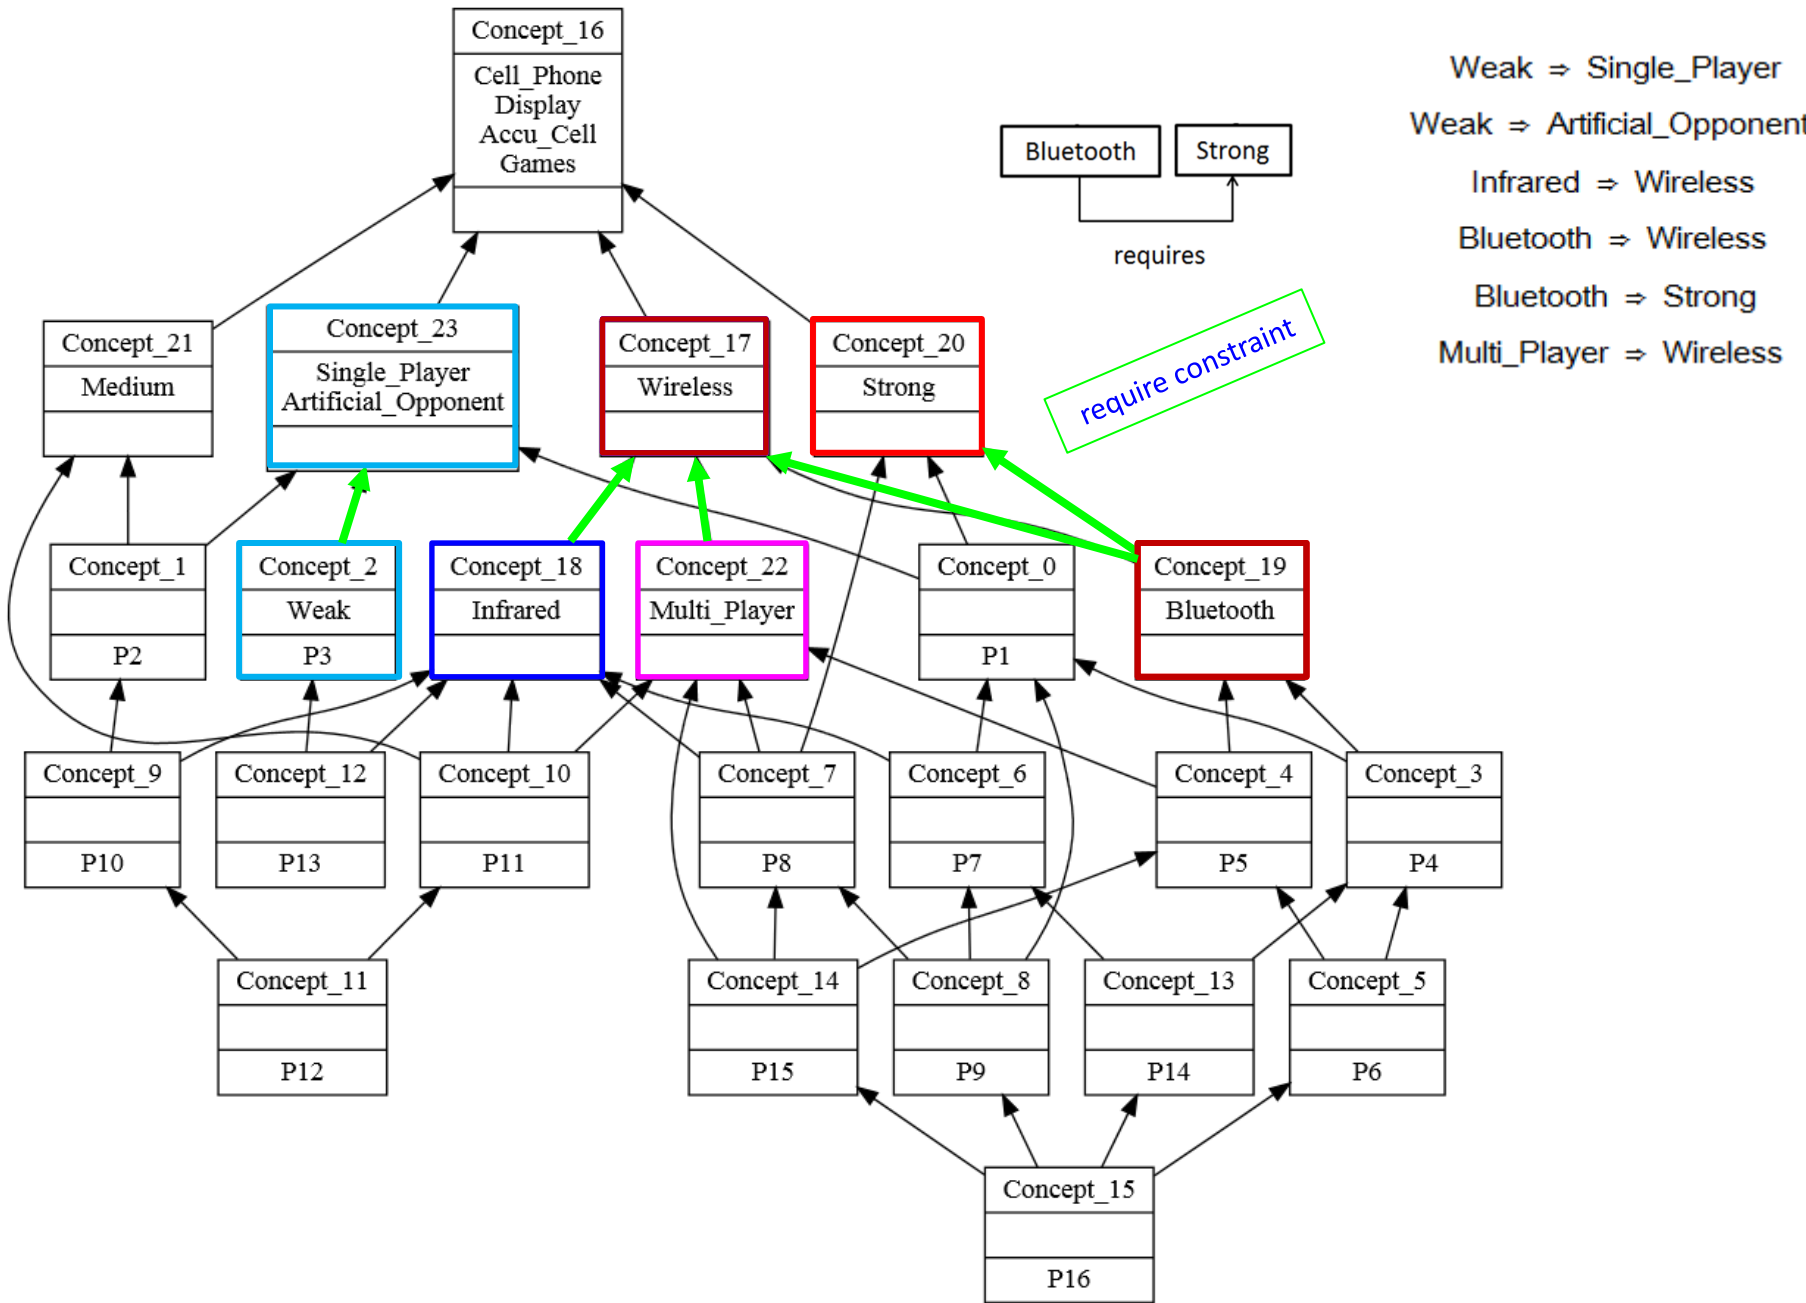 Concept_16
Cell_Phone
Display
Accu_Cell
Games
Bluetooth
Strong
requires
Weak ⇒ Single_Player
Weak ⇒ Artificial_Opponent
Infrared ⇒ Wireless
Bluetooth ⇒ Wireless
Bluetooth ⇒ Strong
Multi_Player ⇒ Wireless
require constraint
Concept_21
Medium
Concept_23
Single_Player
Artificial_Opponent
Concept_17
Wireless
Concept_20
Strong
Concept_1
P2
Concept_2
Weak
P3
Concept_18
Infrared
Concept_22
Multi_Player
Concept_0
P1
Concept_19
Bluetooth
Concept_9
P10
Concept_12
P13
Concept_10
P11
Concept_7
P8
Concept_6
P7
Concept_4
P5
Concept_3
P4
Concept_11
P12
Concept_14
P15
Concept_8
P9
Concept_13
P14
Concept_5
P6
Concept_15
P16